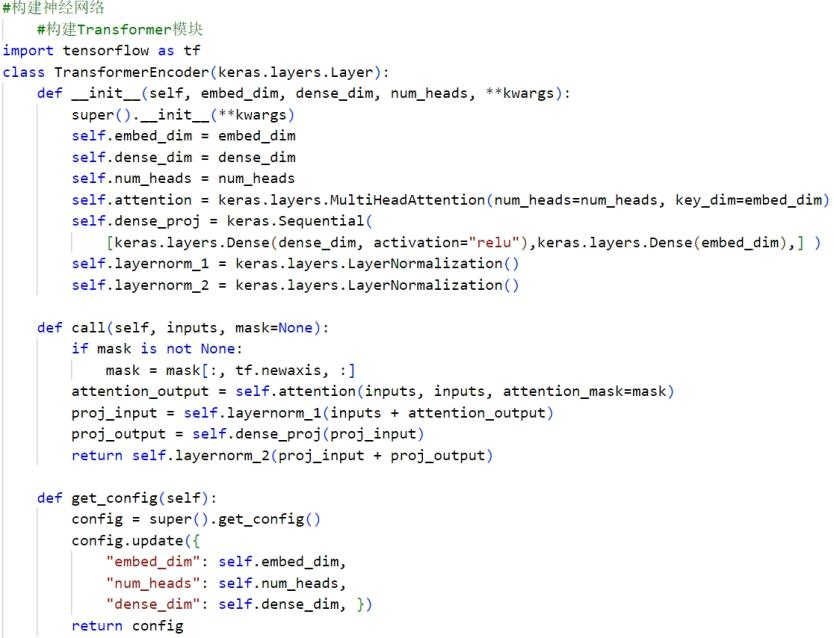 #构建神经网络
#构建Transformer模块
import tensorflow as tf
class TransformerEncoder(keras.layers.Layer):
    def __init__(self, embed_dim, dense_dim, num_heads, **kwargs):
        super().__init__(**kwargs)
        self.embed_dim = embed_dim
        self.dense_dim = dense_dim
        self.num_heads = num_heads
        self.attention = keras.layers.MultiHeadAttention(num_heads=num_heads, key_dim=embed_dim)
        self.dense_proj = keras.Sequential(
            [keras.layers.Dense(dense_dim, activation="relu"),keras.layers.Dense(embed_dim),] )
        self.layernorm_1 = keras.layers.LayerNormalization()
        self.layernorm_2 = keras.layers.LayerNormalization()
    def call(self, inputs, mask=None):
        if mask is not None:
            mask = mask[:, tf.newaxis, :]
        attention_output = self.attention(inputs, inputs, attention_mask=mask)
        proj_input = self.layernorm_1(inputs + attention_output)
        proj_output = self.dense_proj(proj_input)
        return self.layernorm_2(proj_input + proj_output)
    def get_config(self):
        config = super().get_config()
        config.update({
            "embed_dim": self.embed_dim,
            "num_heads": self.num_heads,
            "dense_dim": self.dense_dim, })
        return config